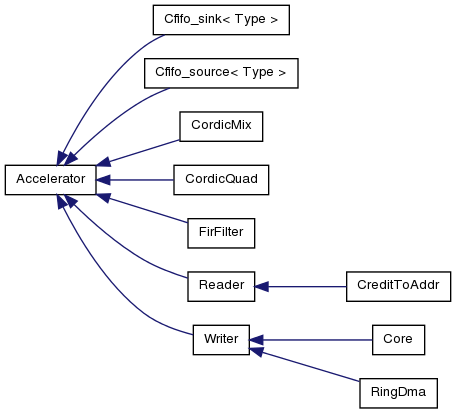 Cfifo_sink< Type >
Cfifo_source< Type >
CordicMix
Accelerator
CordicQuad
FirFilter
Reader
CreditToAddr
Writer
Core
RingDma